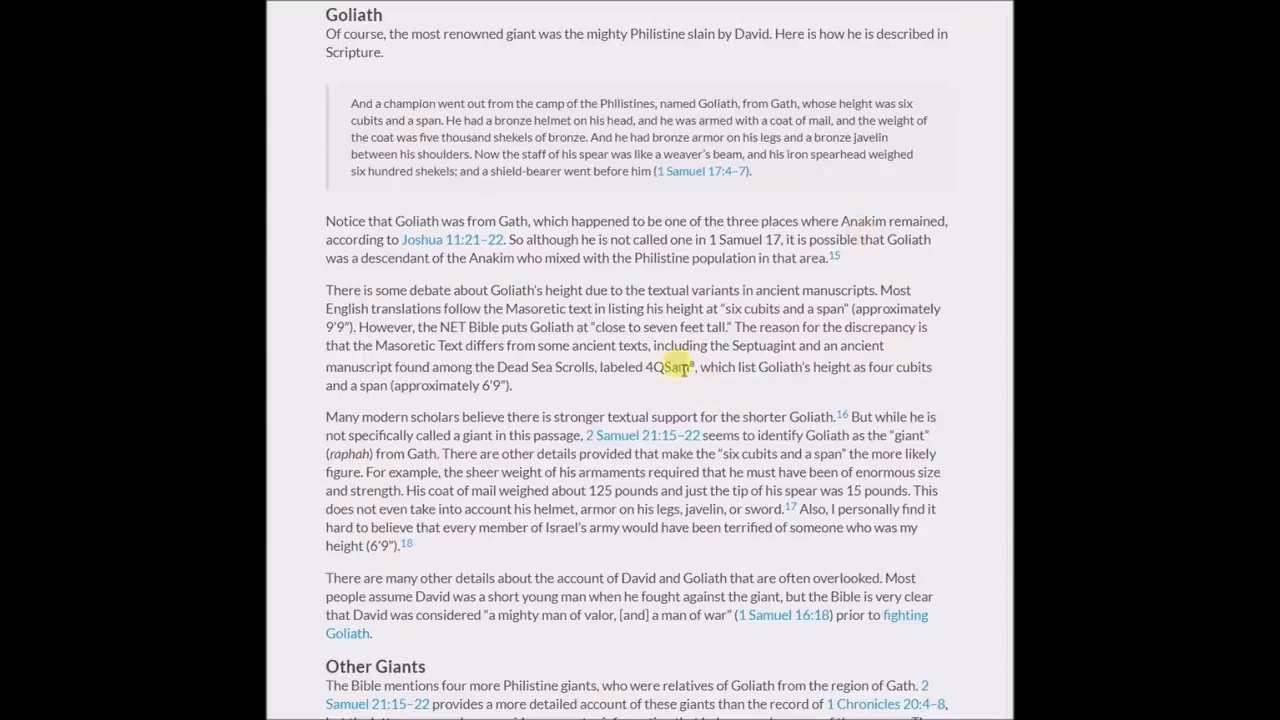 Goliath
Of course, the most renowned giant was the mighty Philistine slain by David. Here is how he is described in
Scripture.
And a champion went out from the camp of the Philistines, named Goliath, from Gath, whose height was six
cubits and a span. He had a bronze helmet on his head, and he was armed with a coat of mail, and the weight of
the coat was five thousand shekels of bronze. And he had bronze armor on his legs and a bronze javelin
between his shoulders. Now the staff of his spear was like a weaver's beam, and his iron spearhead weighed
six hundred shekels; and a shield-bearer went before him (1 Samuel 17:4–7).
Notice that Goliath was from Gath, which happened to be one of the three places where Anakim remained,
according to Joshua 11:21–22. So although he is not called one in 1 Samuel 17, it is possible that Goliath
was a descendant of the Anakim who mixed with the Philistine population in that area.15
There is some debate about Goliath's height due to the textual variants in ancient manuscripts. Most
English translations follow the Masoretic text in listing his height at “six cubits and a span” (approximately
9'9”). However, the NET Bible puts Goliath at “close to seven feet tall.” The reason for the discrepancy is
that the Masoretic Text differs from some ancient texts, including the Septuagint and an ancient
manuscript found among the Dead Sea Scrolls, labeled 4QSamª, which list Goliath's height as four cubits
and a span (approximately 6'9”).
Many modern scholars believe there is stronger textual support for the shorter Goliath.16 But while he is
not specifically called a giant in this passage, 2 Samuel 21:15–22 seems to identify Goliath as the “giant”
(raphah) from Gath. There are other details provided that make the “six cubits and a span” the more likely
figure. For example, the sheer weight of his armaments required that he must have been of enormous size
and strength. His coat of mail weighed about 125 pounds and just the tip of his spear was 15 pounds. This
does not even take into account his helmet, armor on his legs, javelin, or sword.17 Also, I personally find it
hard to believe that every member of Israel's army would have been terrified of someone who was my
height (6'9”).18
There are many other details about the account of David and Goliath that are often overlooked. Most
people assume David was a short young man when he fought against the giant, but the Bible is very clear
that David was considered “a mighty man of valor, [and] a man of war” (1 Samuel 16:18) prior to fighting
Goliath.
Other Giants
The Bible mentions four more Philistine giants, who were relatives of Goliath from the region of Gath. 2
Samuel 21:15–22 provides a more detailed account of these giants than the record of 1 Chronicles 20:4–8,